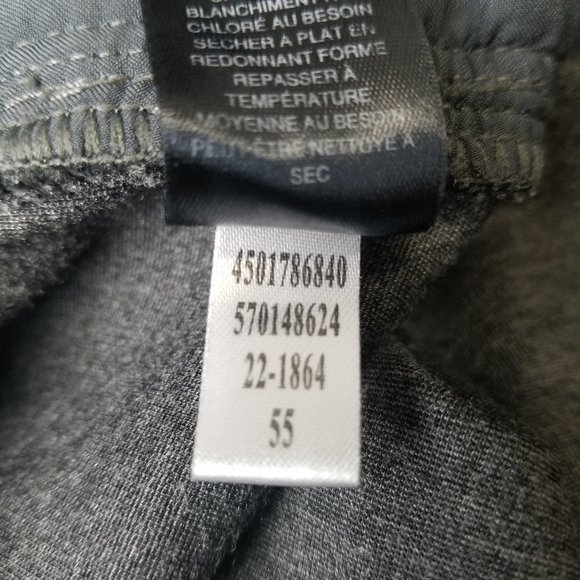 BLANCHIMENT
CHLORÉ AU BESOIN
SÉCHER À PLAT EN
REDONNANT FORME
REPASSER À
TEMPÉRATURE
MOYENNE AU BESOIN
PEUT-ÊTRE NETTOYÉ À
SEC
4501786840
570148624
22-1864
55